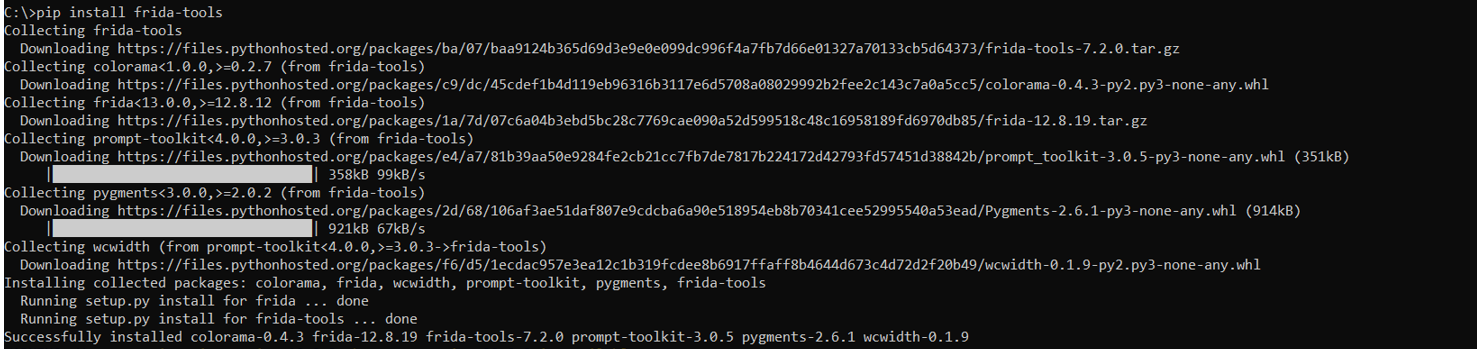 C:\>pip install frida-tools
Collecting frida-tools
  Downloading https://files.pythonhosted.org/packages/ba/07/baa9124b365d69d3e9e0e099dc996f4a7fb7d66e01327a70133cb5d64373/frida-tools-7.2.0.tar.gz
Collecting colorama<1.0.0,>=0.2.7 (from frida-tools)
  Downloading https://files.pythonhosted.org/packages/c9/dc/45cdef1b4d119eb96316b3117e6d5708a08029992b2fee2c143c7a0a5cc5/colorama-0.4.3-py2.py3-none-any.whl
Collecting frida<13.0.0,>=12.8.12 (from frida-tools)
  Downloading https://files.pythonhosted.org/packages/1a/7d/07c6a04b3ebd5bc28c7769cae090a52d599518c48c16958189fd6970db85/frida-12.8.19.tar.gz
Collecting prompt-toolkit<4.0.0,>=3.0.3 (from frida-tools)
  Downloading https://files.pythonhosted.org/packages/e4/a7/81b39aa50e9284fe2cb21cc7fb7de7817b224172d42793fd57451d38842b/prompt_toolkit-3.0.5-py3-none-any.whl (351kB)
     |████████████████████████████████| 358kB 99kB/s
Collecting pygments<3.0.0,>=2.0.2 (from frida-tools)
  Downloading https://files.pythonhosted.org/packages/2d/68/106af3ae51daf807e9cdcba6a90e518954eb8b70341cee52995540a53ead/Pygments-2.6.1-py3-none-any.whl (914kB)
     |████████████████████████████████| 921kB 67kB/s
Collecting wcwidth (from prompt-toolkit<4.0.0,>=3.0.3->frida-tools)
  Downloading https://files.pythonhosted.org/packages/f6/d5/1ecdac957e3ea12c1b319fcdee8b6917ffaff8b4644d673c4d72d2f20b49/wcwidth-0.1.9-py2.py3-none-any.whl
Installing collected packages: colorama, frida, wcwidth, prompt-toolkit, pygments, frida-tools
  Running setup.py install for frida ... done
  Running setup.py install for frida-tools ... done
Successfully installed colorama-0.4.3 frida-12.8.19 frida-tools-7.2.0 prompt-toolkit-3.0.5 pygments-2.6.1 wcwidth-0.1.9